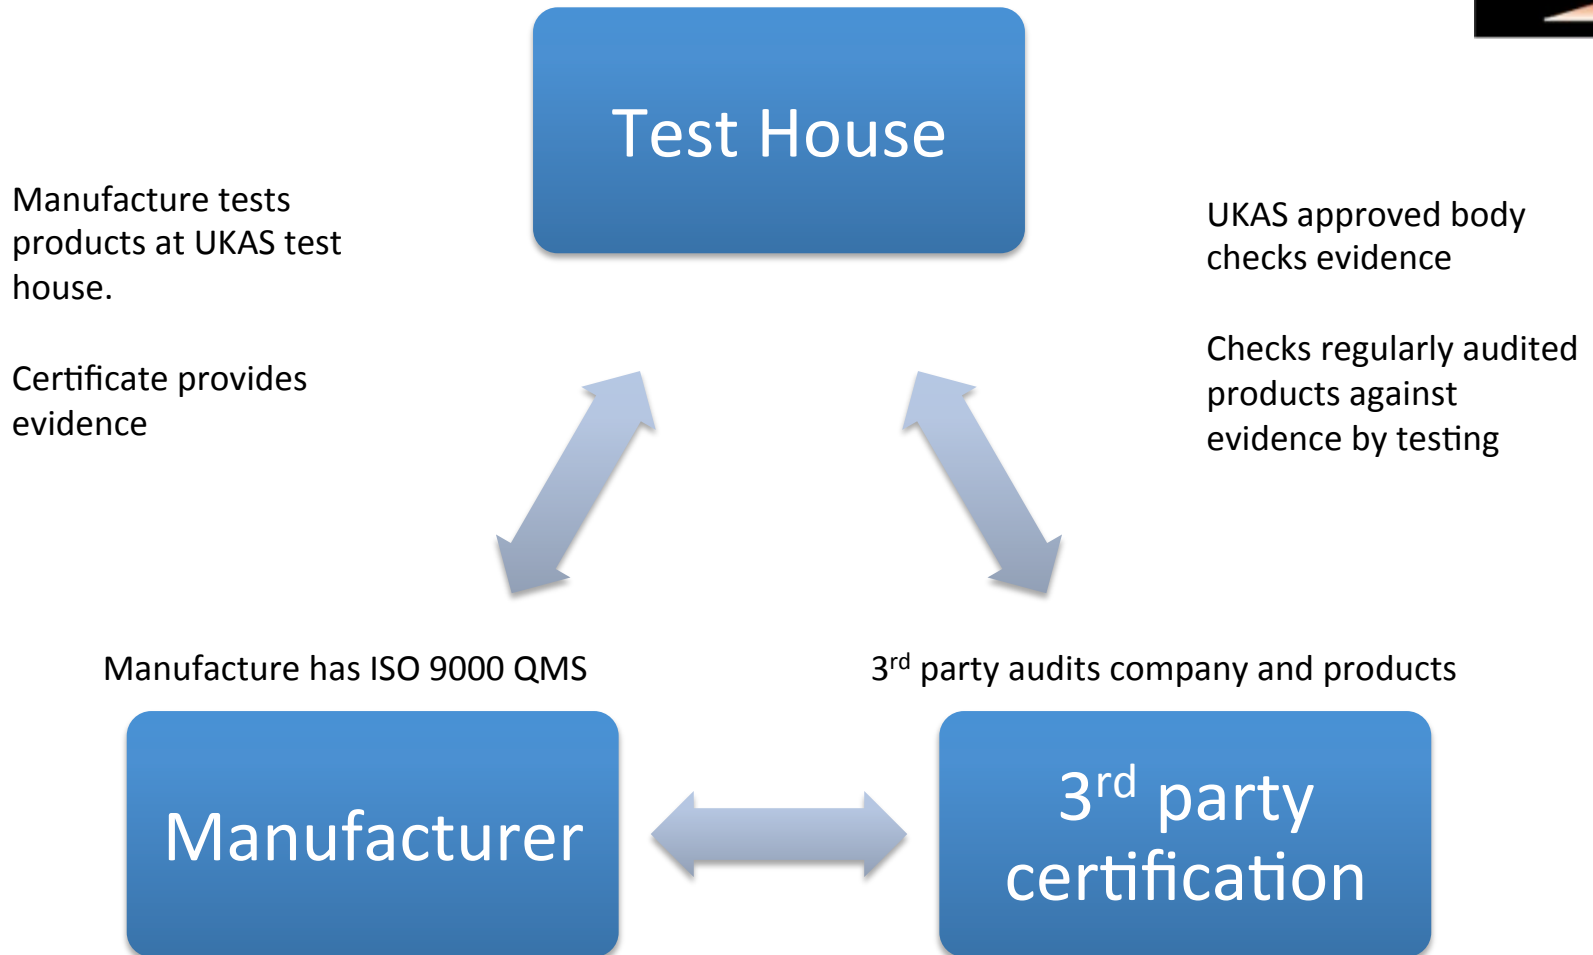 Test House
Manufacture tests
products at UKAS test
house.
Certificate provides
evidence
UKAS approved body
checks evidence
Checks regularly audited
products against
evidence by testing
Manufacture has ISO 9000 QMS
3rd party audits company and products
Manufacturer
3rd party
certification